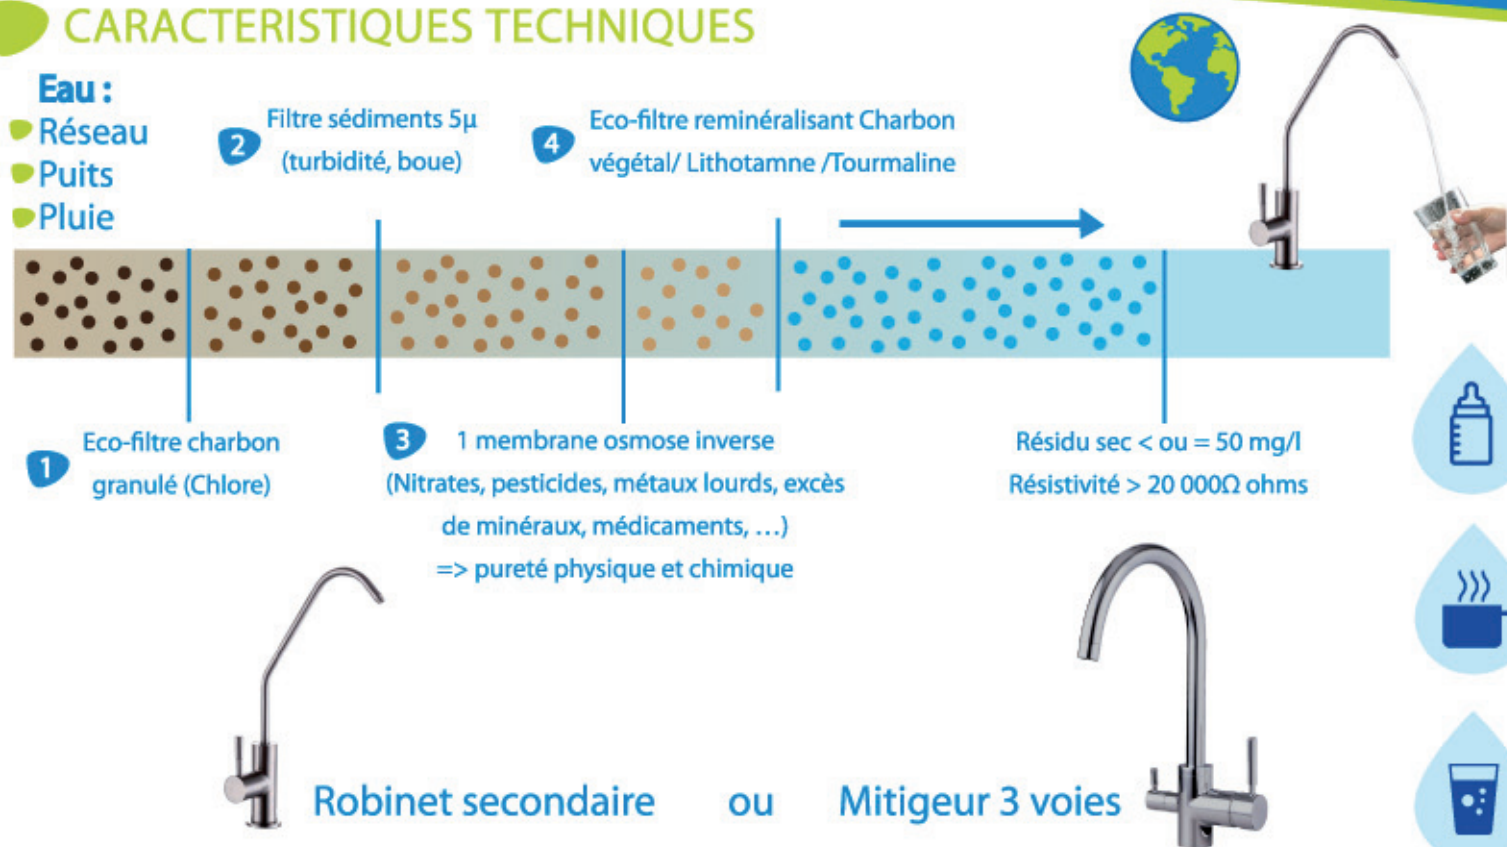 CARACTERISTIQUES TECHNIQUES
Eau :
Réseau
Puits
Pluie
2
Filtre sédiments 5µ
(turbidité, boue)
4
Eco-filtre reminéralisant Charbon
végétal/ Lithotamne /Tourmaline
1
Eco-filtre charbon
granulé (Chlore)
3
1 membrane osmose inverse
(Nitrates, pesticides, métaux lourds, excès
de minéraux, médicaments, ...)
=> pureté physique et chimique
Résidu sec < ou = 50 mg/l
Résistivité > 20 000Ω ohms
Robinet secondaire ou Mitigeur 3 voies